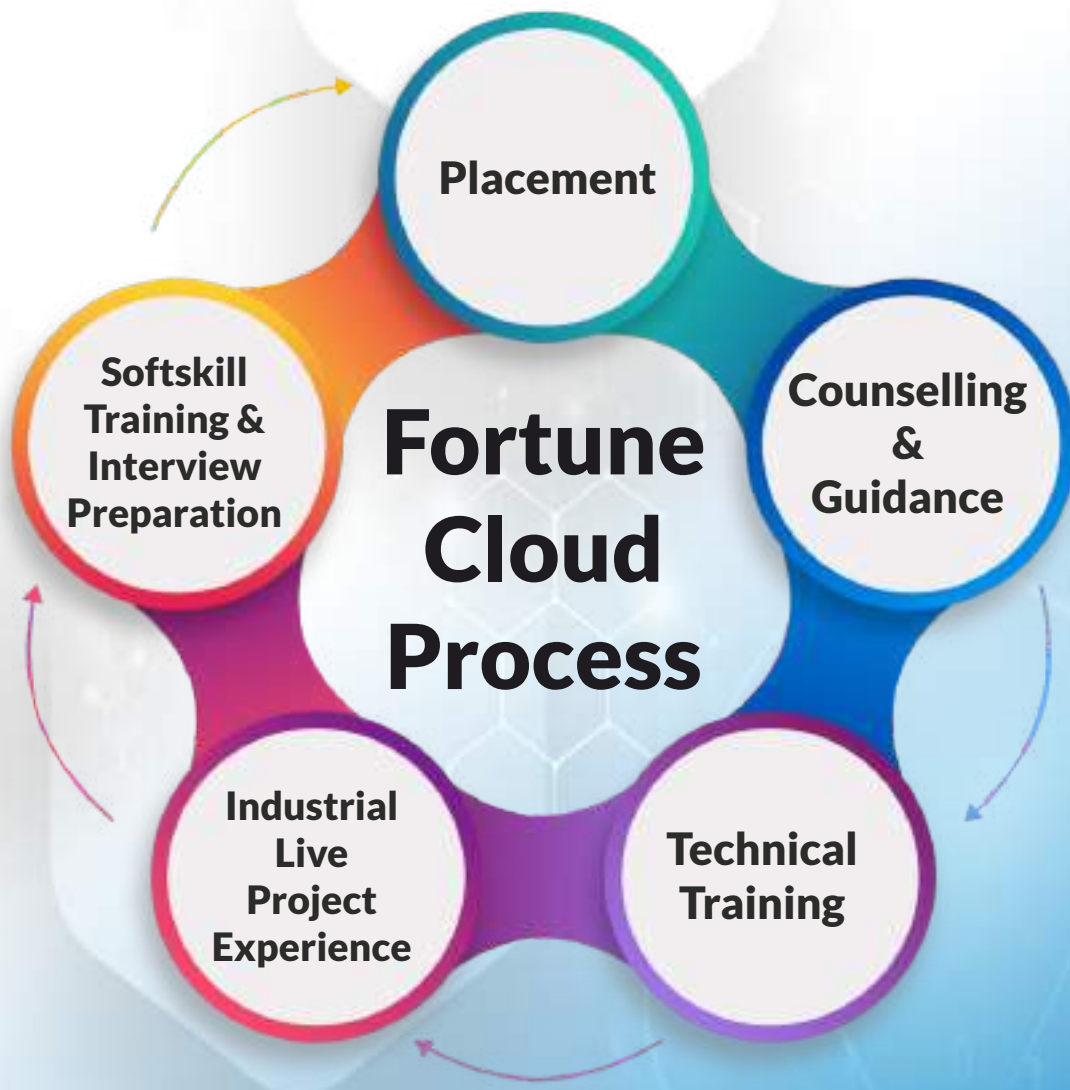 Placement
Softskill
Training &
Interview
Preparation
Counselling
&
Guidance
Fortune
Cloud
Process
Industrial
Live
Project
Experience
Technical
Training